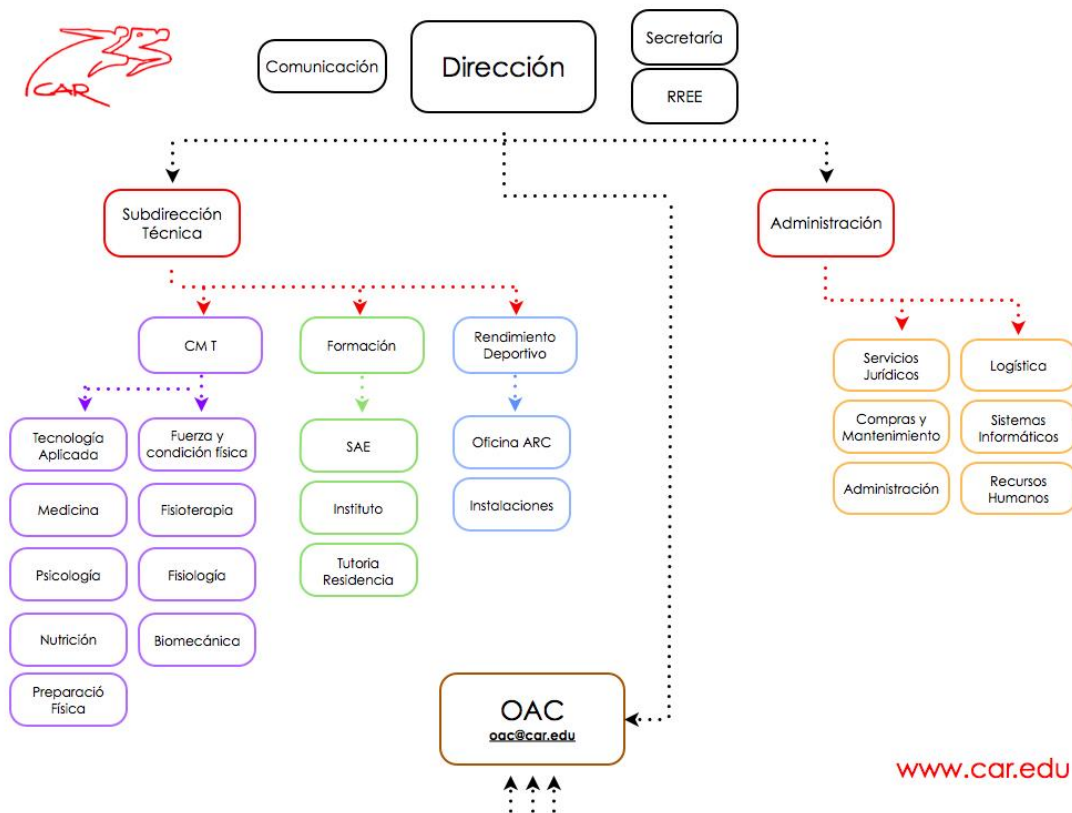 CAR
Comunicación
Dirección
Secretaría
RREE
Subdirección
Técnica
Administración
CM T
Formación
Rendimiento
Deportivo
Servicios
Jurídicos
Logística
Tecnología
Aplicada
Fuerza y
condición física
SAE
Oficina ARC
Compras y
Mantenimiento
Sistemas
Informáticos
Medicina
Fisioterapia
Instituto
Instalaciones
Administración
Recursos
Humanos
Psicología
Fisiología
Tutoria
Residencia
Nutrición
Biomecánica
Preparació
Física
OAC
oac@car.edu
www.car.edu